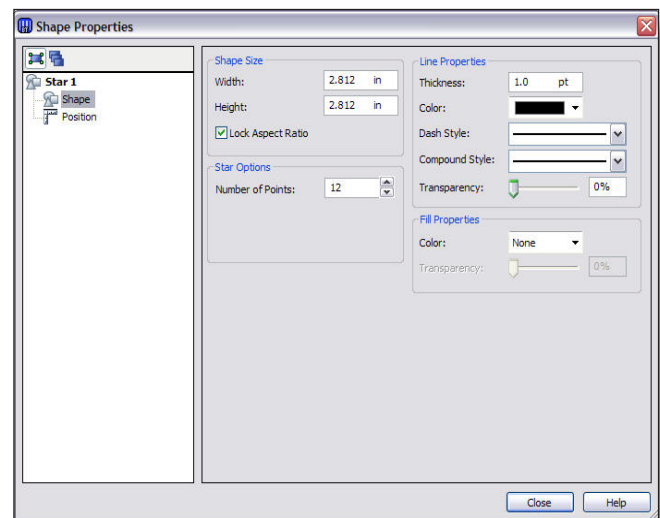 Shape Properties
Star 1
Shape
Position
Shape Size
Width: 2.812 in
Height: 2.812 in
Lock Aspect Ratio
Star Options
Number of Points: 12
Line Properties
Thickness: 1.0 pt
Color:
Dash Style:
Compound Style:
Transparency: 0%
Fill Properties
Color: None
Transparency: 0%
Close Help